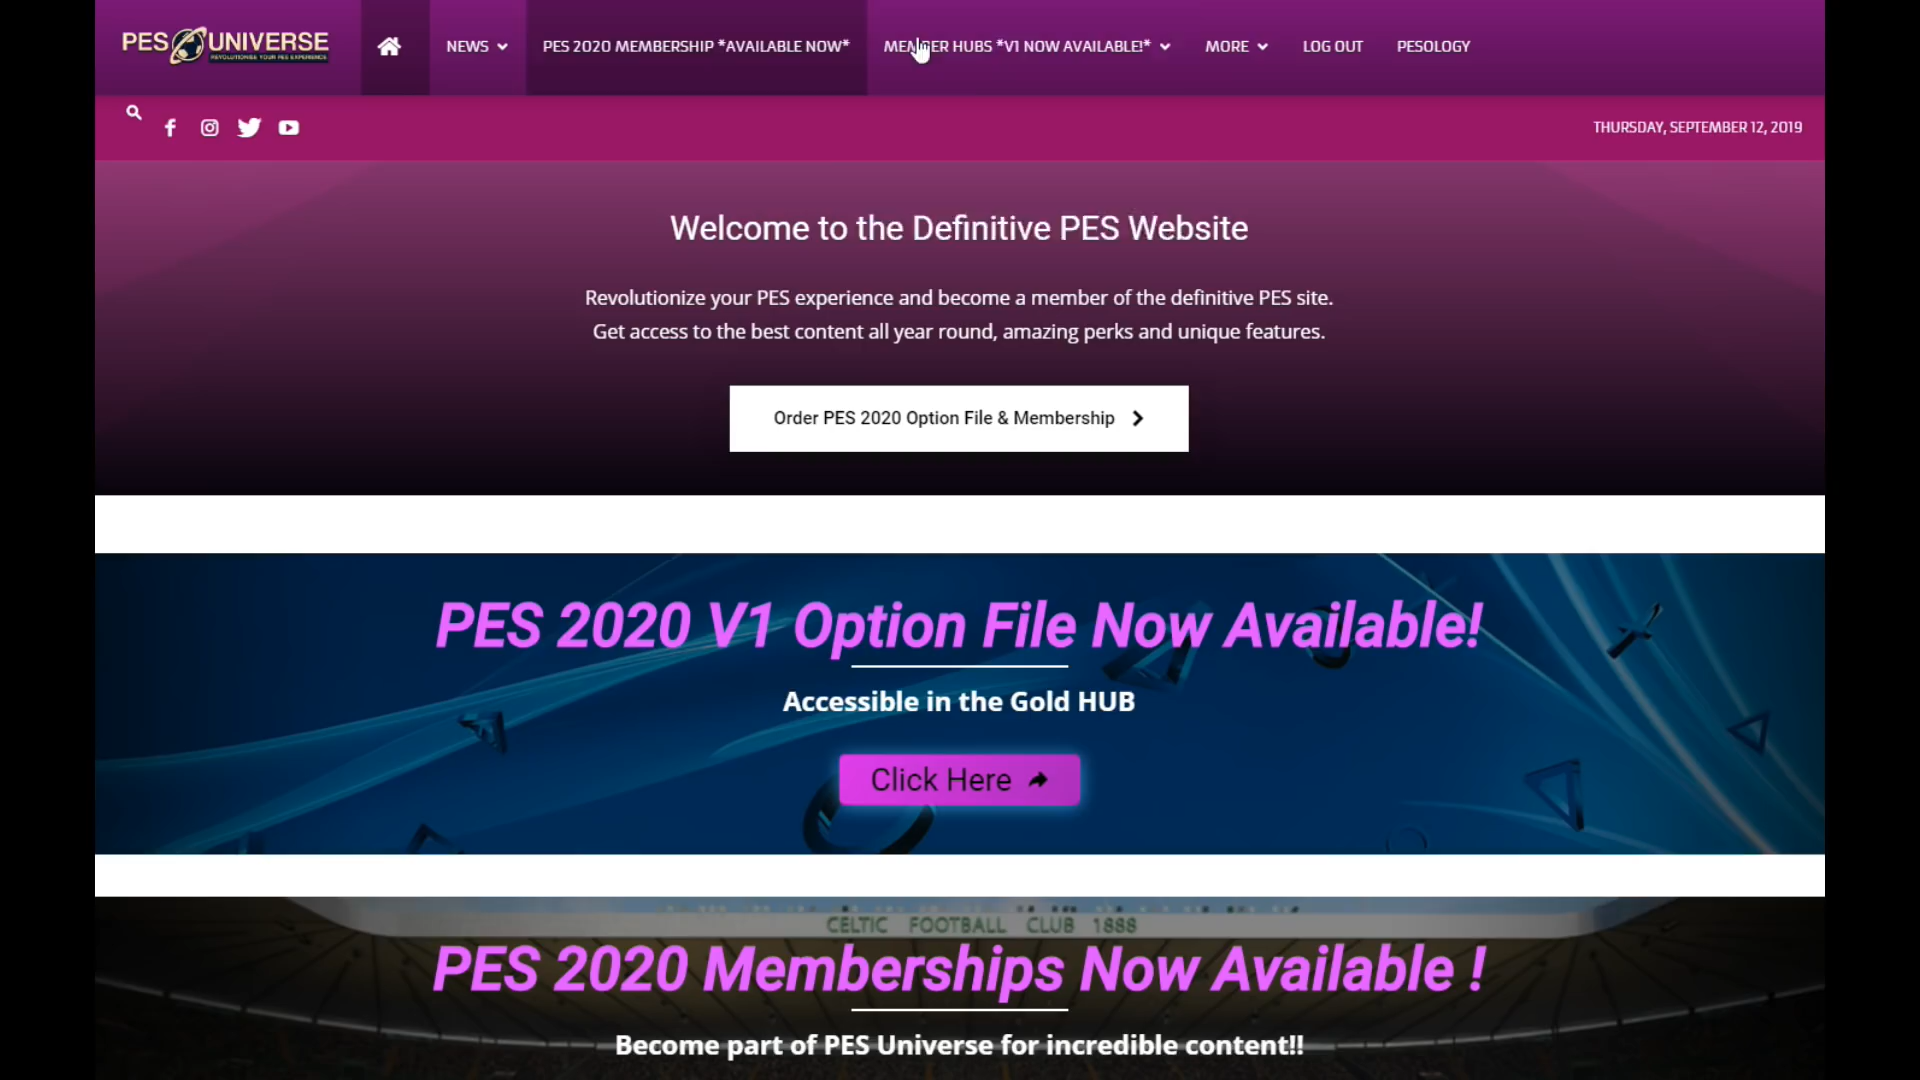 PES UNIVERSE
REVOLUTIONISE YOUR PES EXPERIENCE
NEWS
PES 2020 MEMBERSHIP *AVAILABLE NOW*
MEMBER HUBS *V1 NOW AVAILABLE!*
MORE
LOG OUT
PESOLOGY
THURSDAY, SEPTEMBER 12, 2019
Welcome to the Definitive PES Website
Revolutionize your PES experience and become a member of the definitive PES site.
Get access to the best content all year round, amazing perks and unique features.
Order PES 2020 Option File & Membership
PES 2020 V1 Option File Now Available!
Accessible in the Gold HUB
Click Here
CELTIC FOOTBALL CLUB 1888
PES 2020 Memberships Now Available !
Become part of PES Universe for incredible content!!